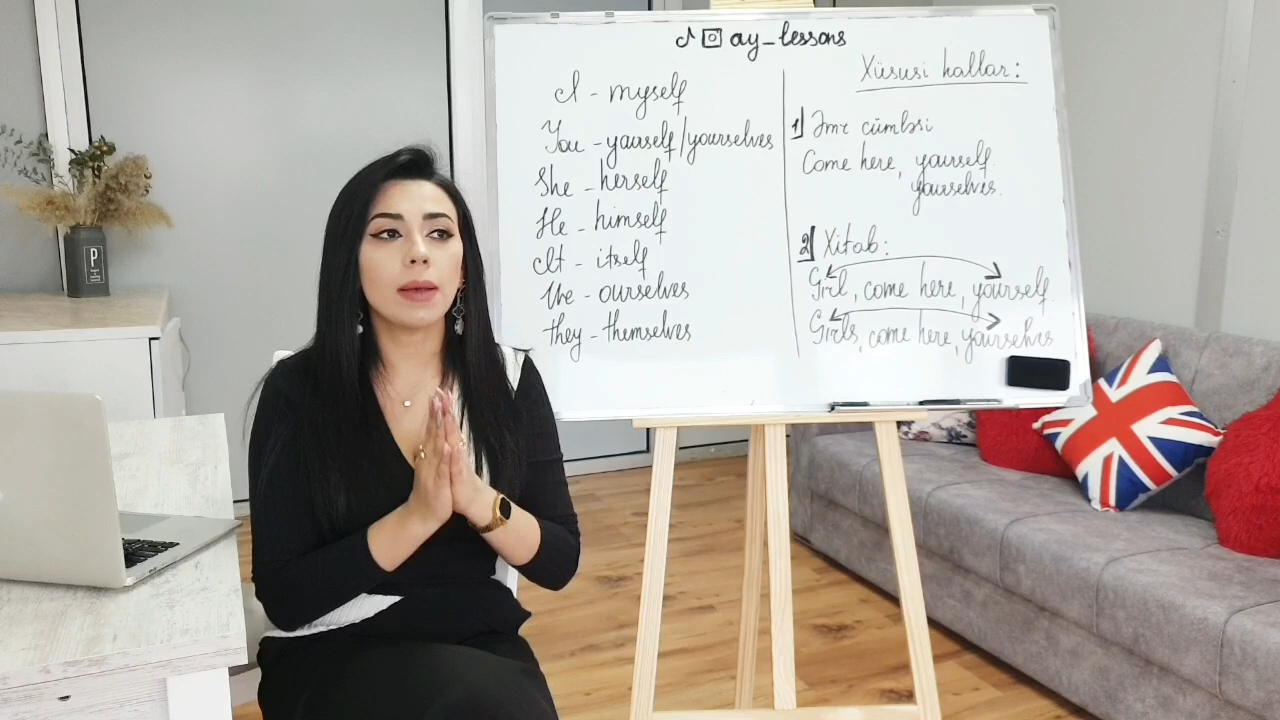 ay_lessons
I - myself
You - yourself/yourselves
She - herself
He - himself
It - itself
We - ourselves
they - themselves
Xüsusi hallar:
1) Əmr cümləsi
Come here, yourself.
yourselves.
2) Xitab:
Girl, come here, yourself.
Girls, come here, yourselves
P